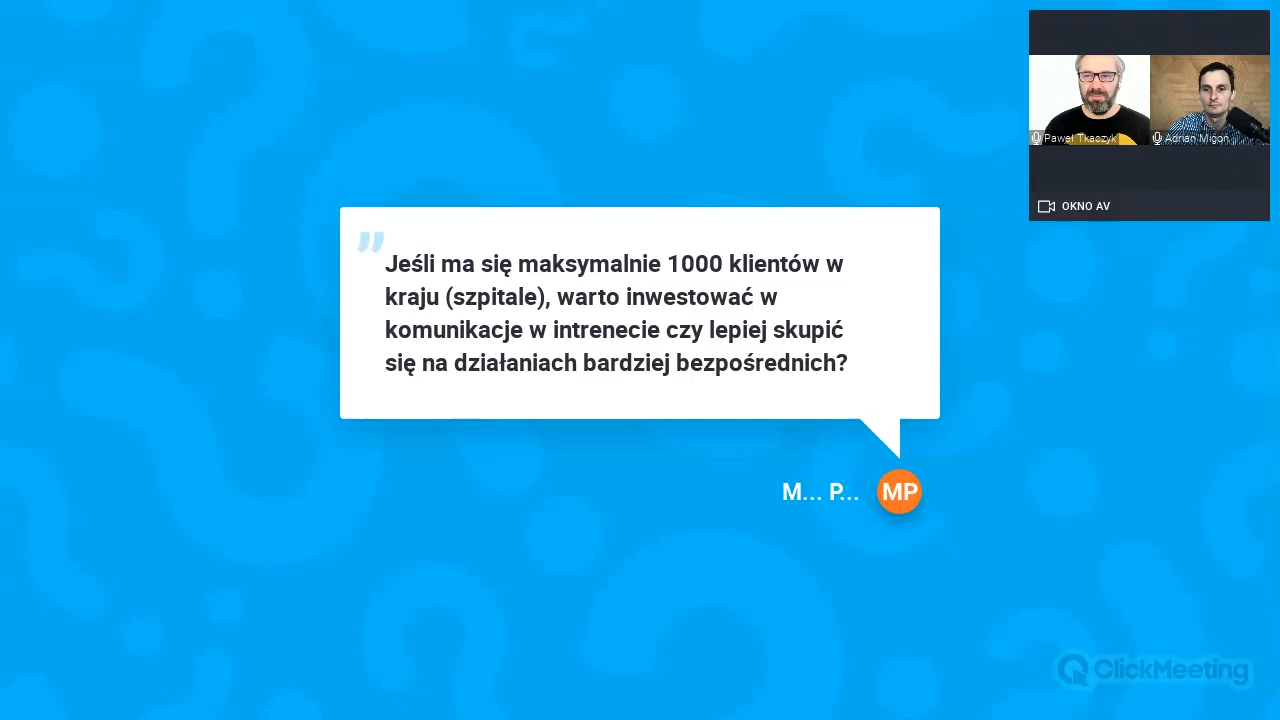 Paweł Tkaczyk
Adrian Migoń
OKNO AV
Jeśli ma się maksymalnie 1000 klientów w
kraju (szpitale), warto inwestować w
komunikacje w intrenecie czy lepiej skupić
się na działaniach bardziej bezpośrednich?
M... P... MP
ClickMeeting